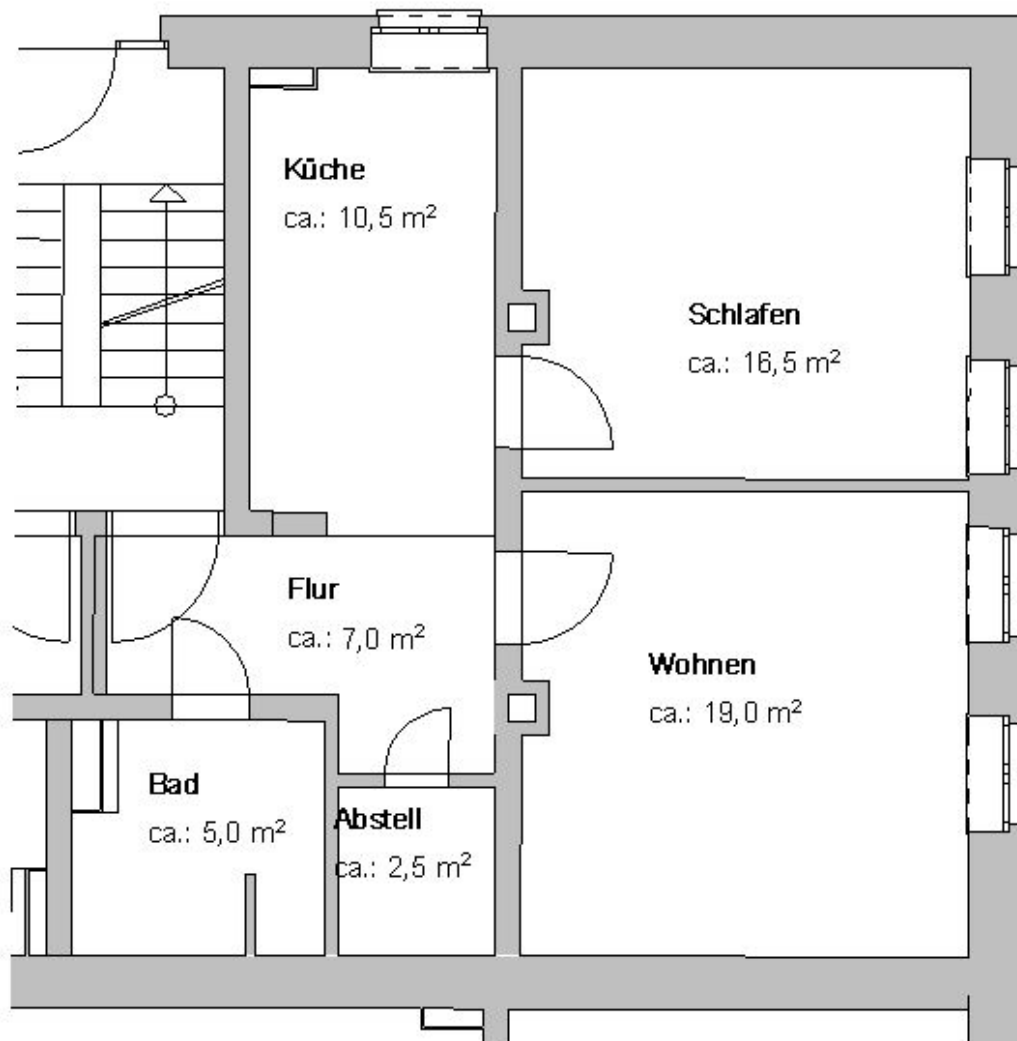 Küche
ca.: 10,5 m²
Schlafen
ca.: 16,5 m²
Flur
ca.: 7,0 m²
Wohnen
ca.: 19,0 m²
Bad
ca.: 5,0 m²
Abstell
ca.: 2,5 m²